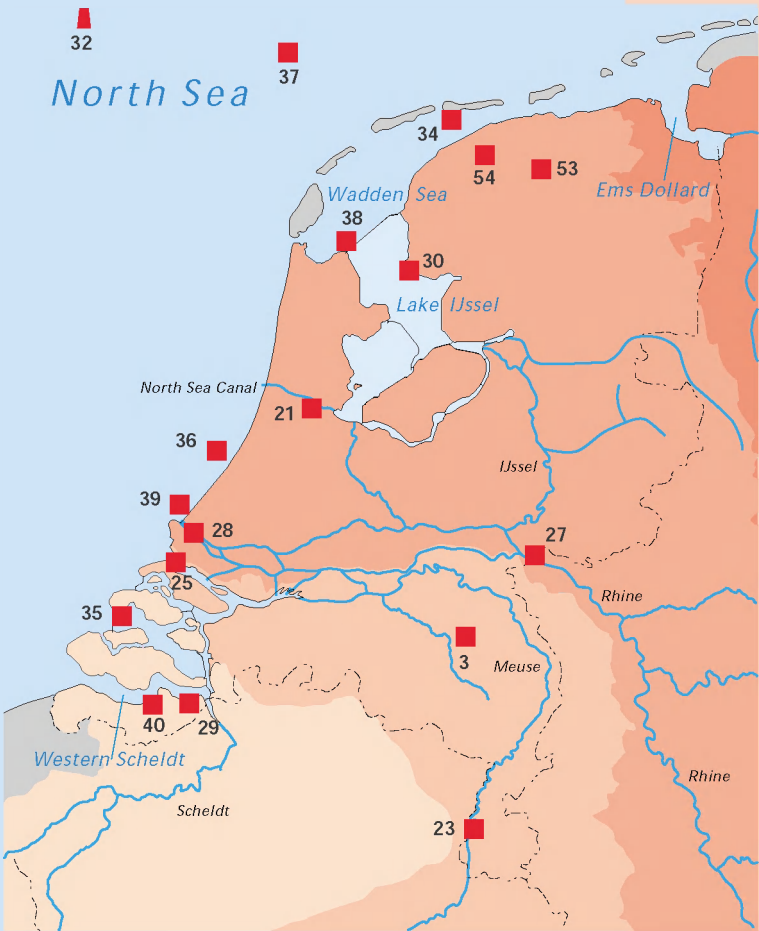 32
37
North Sea
34
54
53
Ems Dollard
Wadden Sea
38
30
Lake IJssel
North Sea Canal
21
36
IJssel
39
28
27
25
Rhine
35
3
Meuse
40
29
Western Scheldt
Rhine
Scheldt
23